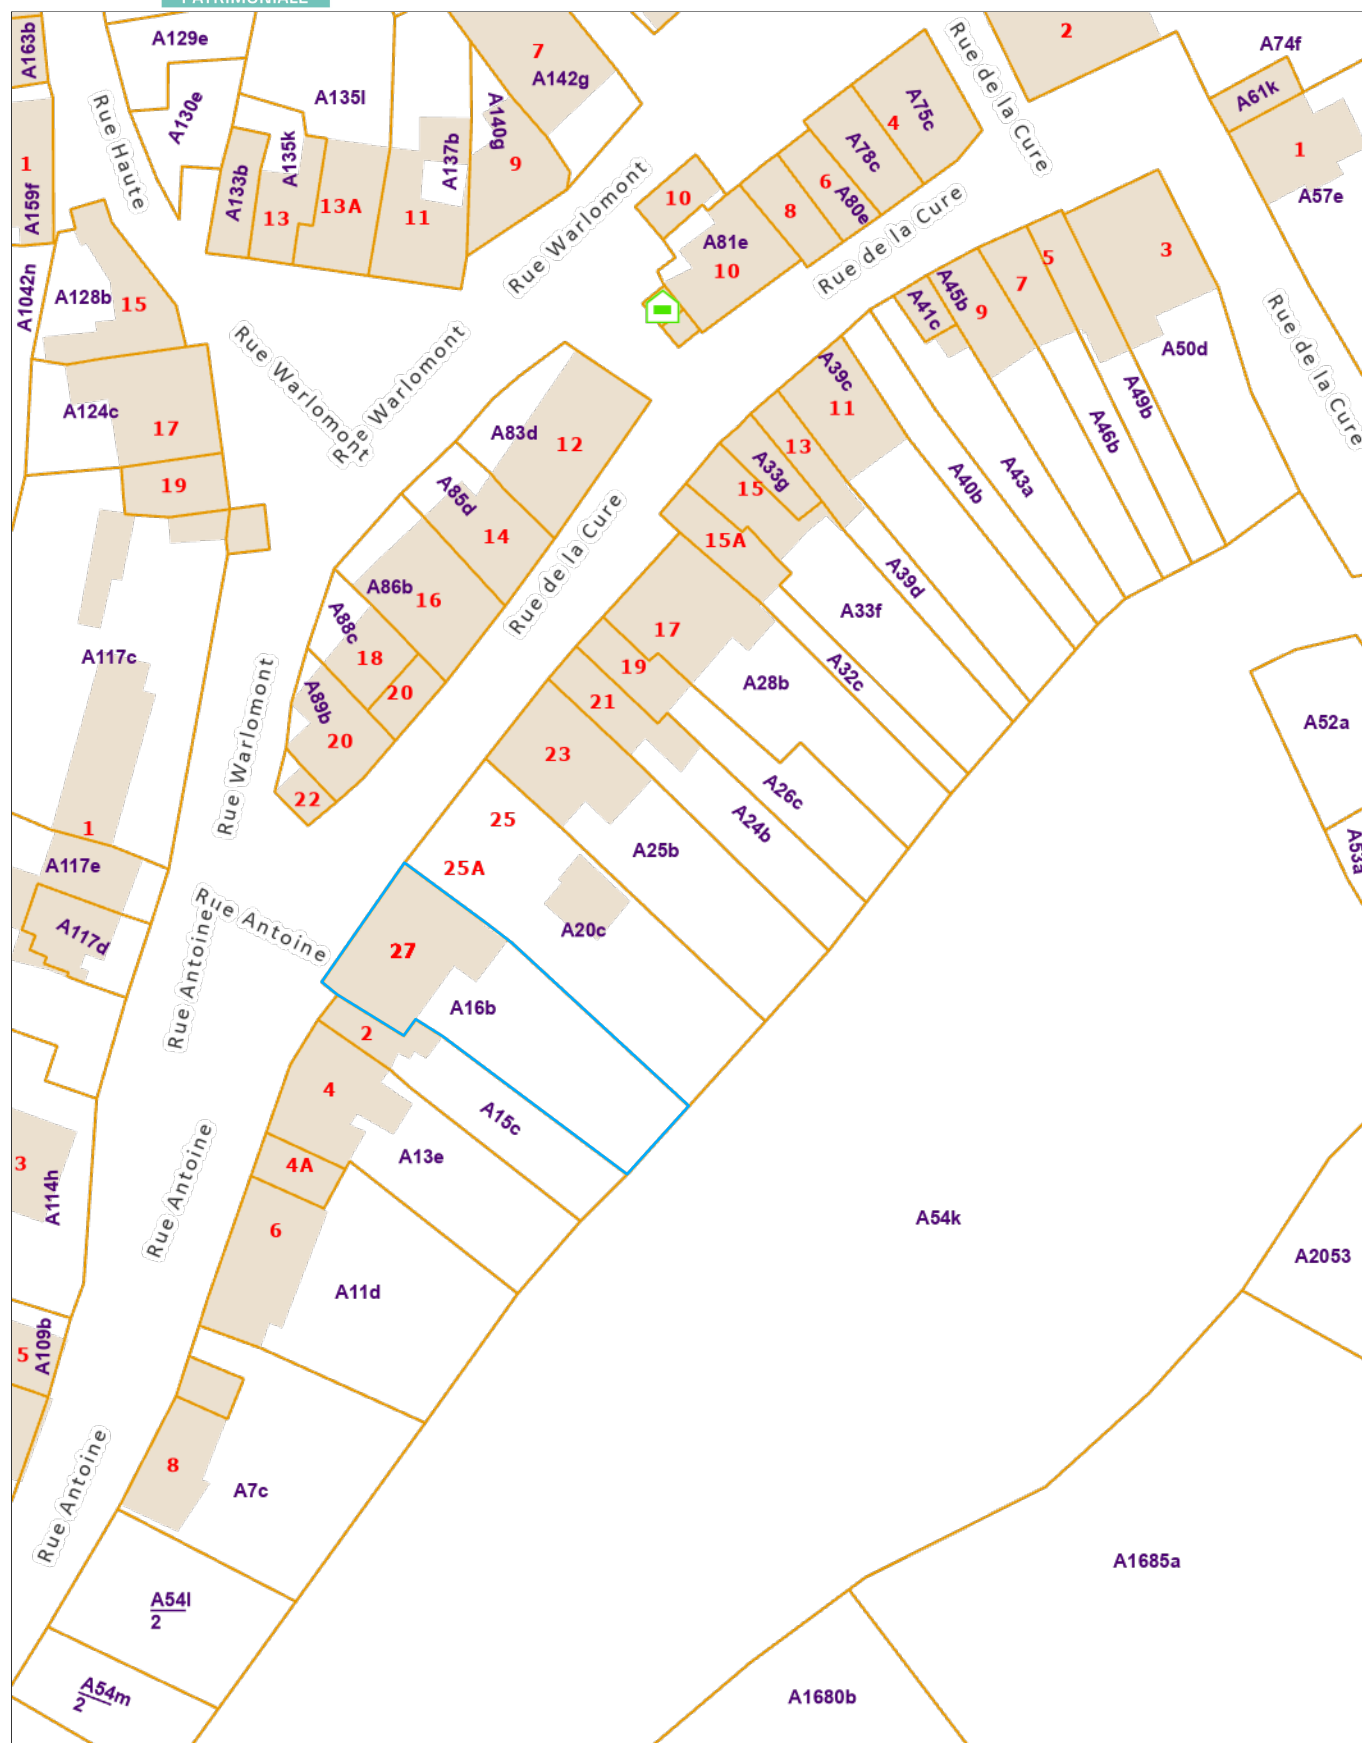 PATRIMONIALE
A163b
A129e
A130e
A135l
7
A142g
Rue de la Cure
2
A74f
A61k
1
A57e
Rue Haute
A140g
9
A137b
A135k
A133b
13
13A
11
1
A159f
A75c
4
A78c
6
A80e
8
10
A81e
10
Rue Warlomont
Rue de la Cure
5
3
7
A45b
9
A41c
A50d
Rue de la Cure
A1042n
A128b
15
Rue Warlomont
Rue Warlomont
A124c
17
19
A83d
12
A85d
14
A39c
11
13
A33g
15
15A
A49b
A46b
A43a
A40b
A39d
A33f
A32c
Rue de la Cure
A86b
16
A88c
18
20
A89b
20
22
A117c
1
Rue Warlomont
17
19
21
23
A28b
A26c
A24b
A25b
25
25A
A20c
A52a
A53a
A117e
A117d
Rue Antoine
Rue Antoine
27
A16b
2
4
A15c
A13e
4A
6
A11d
3
A114h
Rue Antoine
A54k
A2053
5
A109b
8
A7c
Rue Antoine
A54l
2
A54m
2
A1685a
A1680b